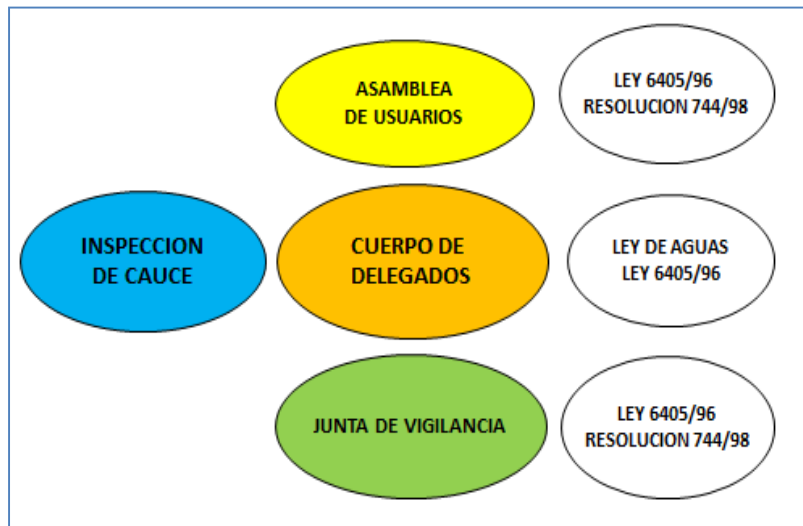 ASAMBLEA
DE USUARIOS
LEY 6405/96
RESOLUCION 744/98
INSPECCION
DE CAUCE
CUERPO DE
DELEGADOS
LEY DE AGUAS
LEY 6405/96
JUNTA DE VIGILANCIA
LEY 6405/96
RESOLUCION 744/98